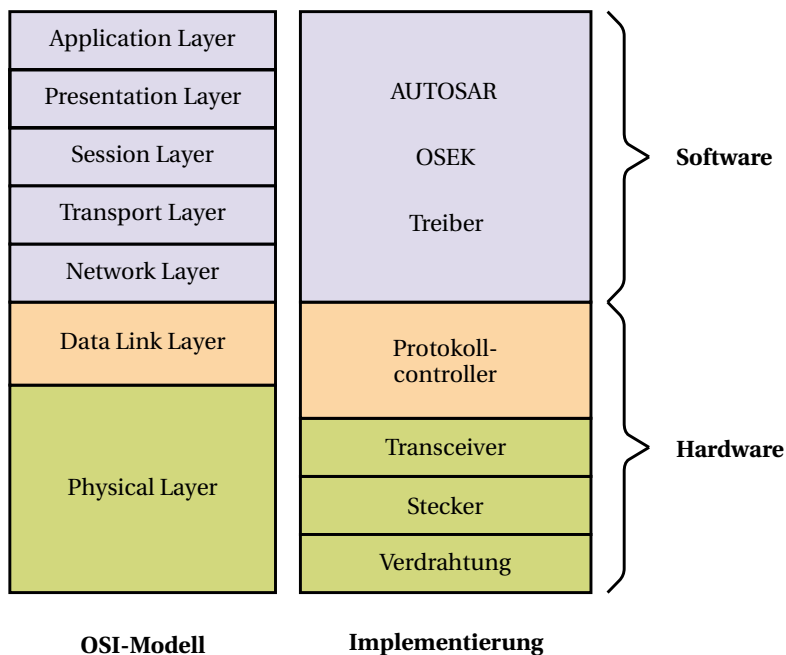 Application Layer
Presentation Layer
Session Layer
Transport Layer
Network Layer
Data Link Layer
Physical Layer
OSI-Modell
AUTOSAR
OSEK
Treiber
Protokoll-
controller
Transceiver
Stecker
Verdrahtung
Implementierung
Software
Hardware